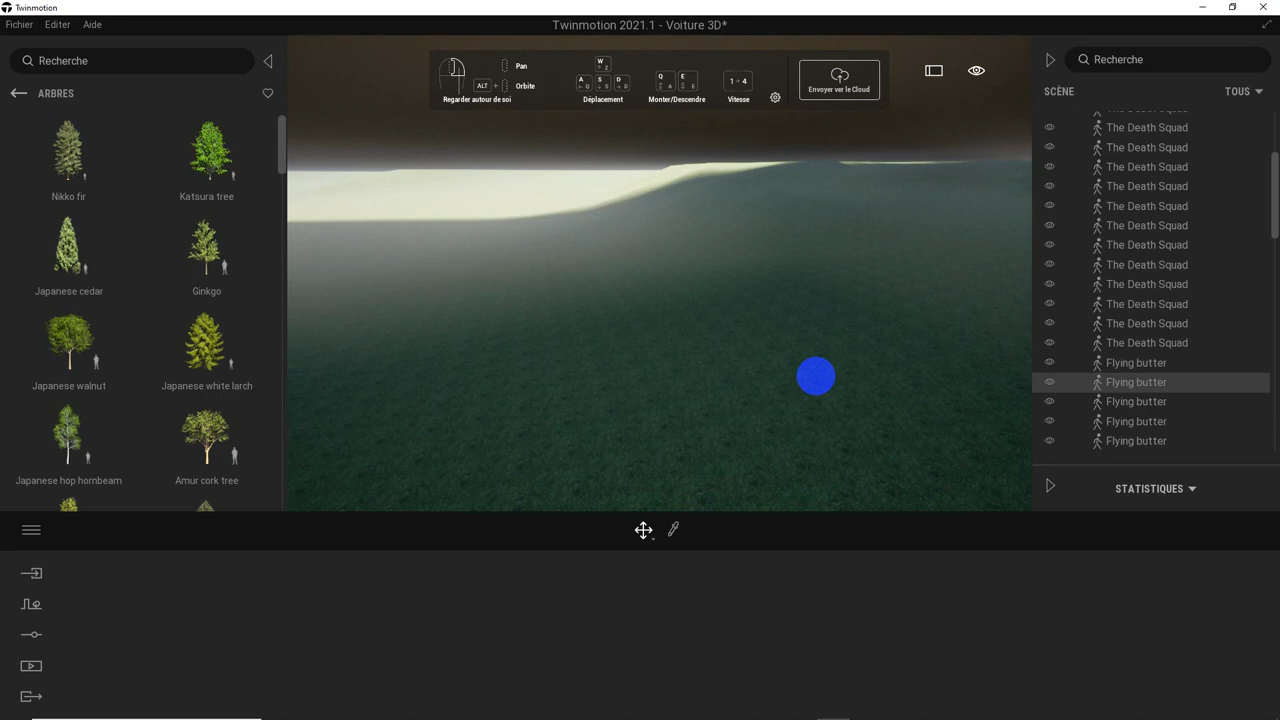 Twinmotion
Fichier Editer Aide
Twinmotion 2021.1 - Voiture 3D*
Recherche
ARBRES
Nikko fir
Katsura tree
Japanese cedar
Ginkgo
Japanese walnut
Japanese white larch
Japanese hop hornbeam
Amur cork tree
Pan
ALT + Orbite
Regarder autour de soi
W Z
A Q S S D D
Déplacement
Q A E E
Monter/Descendre
1 → 4
Vitesse
Envoyer ver le Cloud
Recherche
SCÈNE
TOUS
The Death Squad
The Death Squad
The Death Squad
The Death Squad
The Death Squad
The Death Squad
The Death Squad
The Death Squad
The Death Squad
The Death Squad
The Death Squad
The Death Squad
The Death Squad
Flying butter
Flying butter
Flying butter
Flying butter
Flying butter
STATISTIQUES